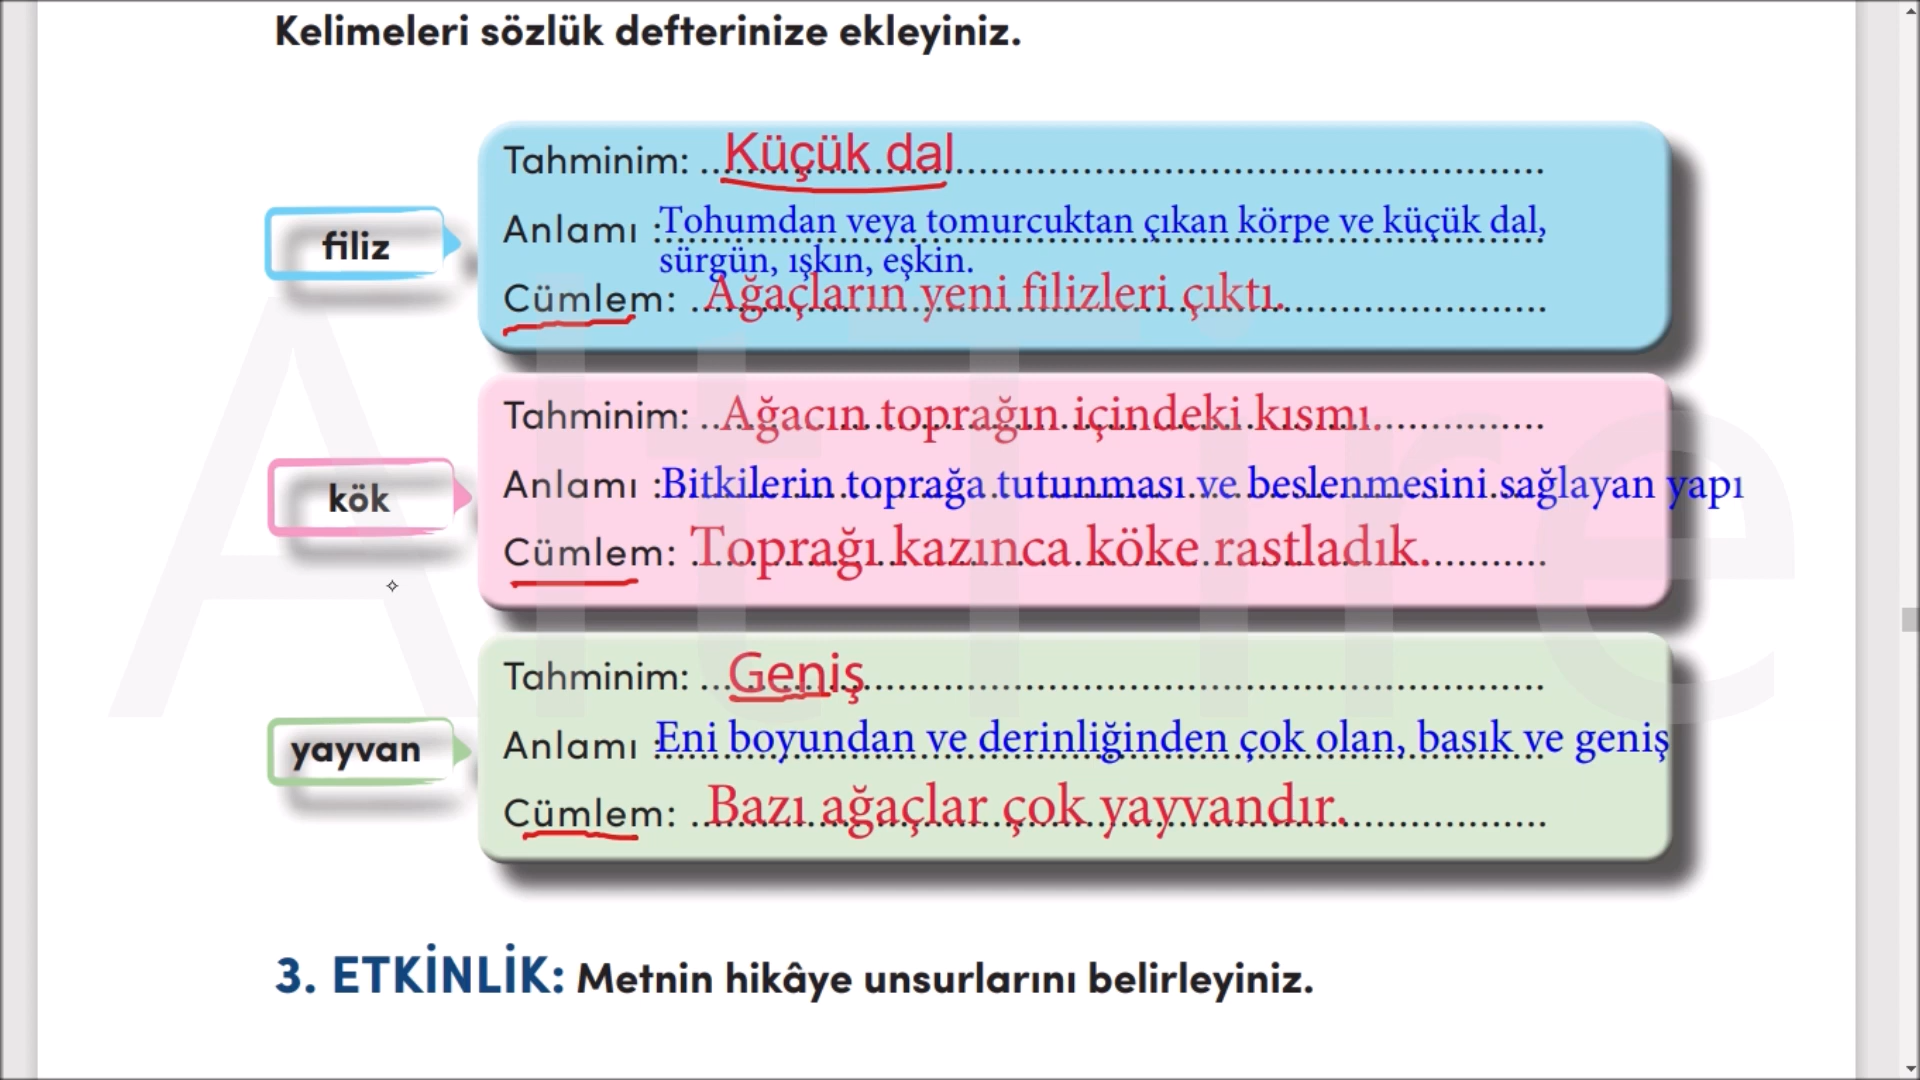 Kelimeleri sözlük defterinize ekleyiniz.
filiz
Tahminim: Küçük dal
Anlamı :Tohumdan veya tomurcuktan çıkan körpe ve küçük dal,
sürgün, ışkın, eşkin.
Cümlem: Ağaçların yeni filizleri çıktı.
kök
Tahminim: Ağacın toprağın içindeki kısmı.
Anlamı :Bitkilerin toprağa tutunması ve beslenmesini sağlayan yapı
Cümlem: Toprağı kazınca köke rastladık.
yayvan
Tahminim: Geniş
Anlamı :Eni boyundan ve derinliğinden çok olan, basık ve geniş
Cümlem: Bazı ağaçlar çok yayvandır.
3. ETKİNLİK: Metnin hikâye unsurlarını belirleyiniz.